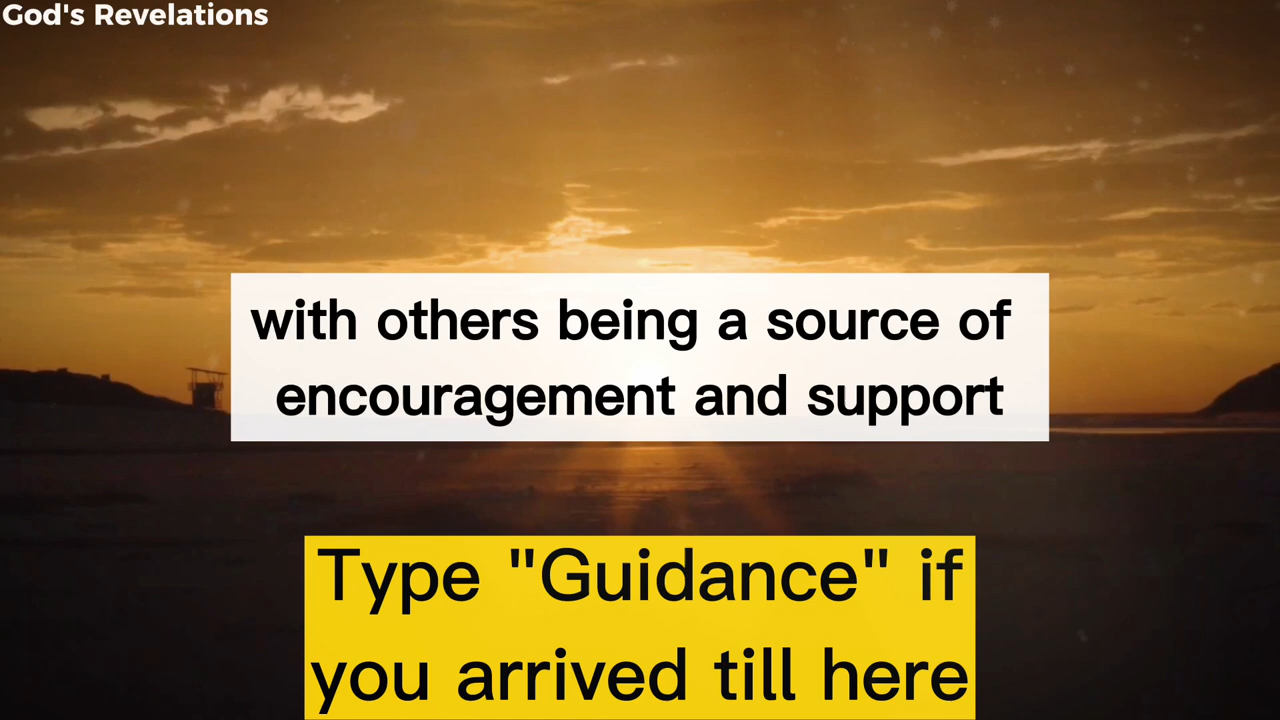 God's Revelations
with others being a source of
encouragement and support
Type "Guidance" if
you arrived till here